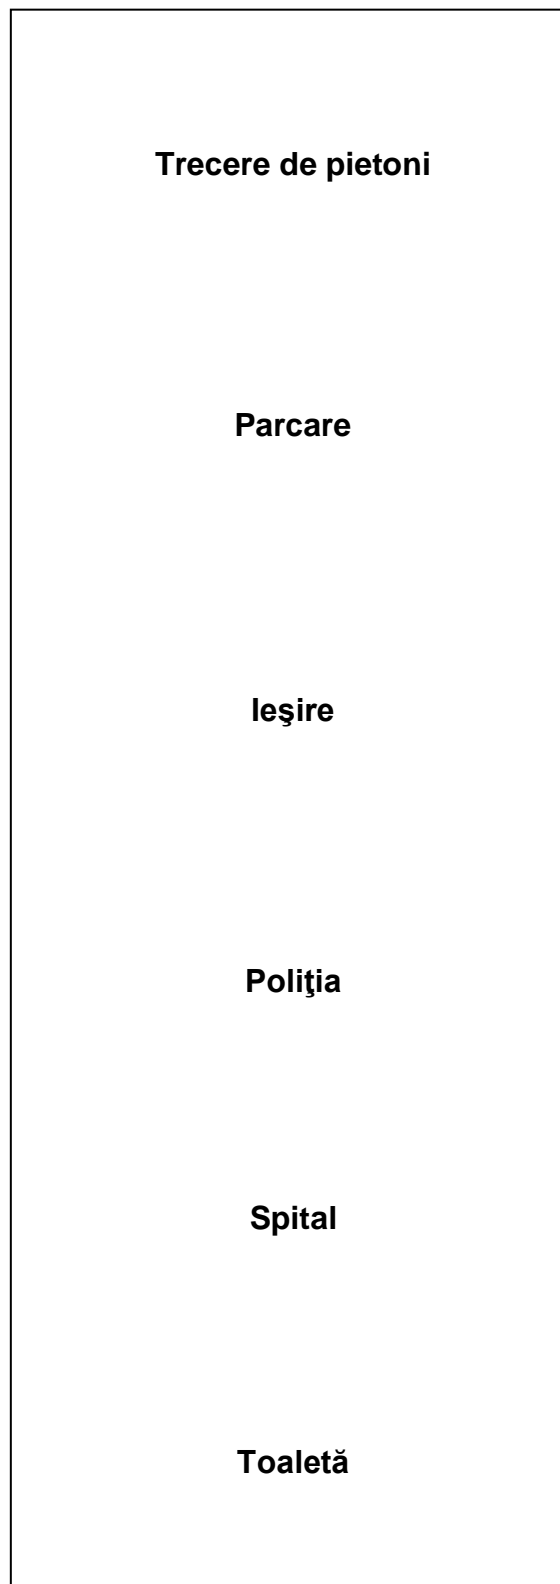 Trecere de pietoni
Parcare
Ieşire
Poliţia
Spital
Toaletă